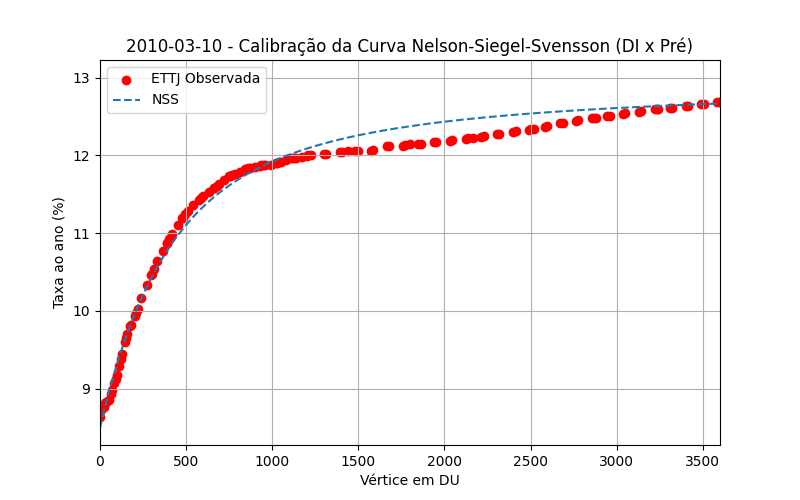 2010-03-10 - Calibração da Curva Nelson-Siegel-Svensson (DI x Pré)
ETTJ Observada
NSS
13
12
11
10
9
Taxa ao ano (%)
0 500 1000 1500 2000 2500 3000 3500
Vértice em DU